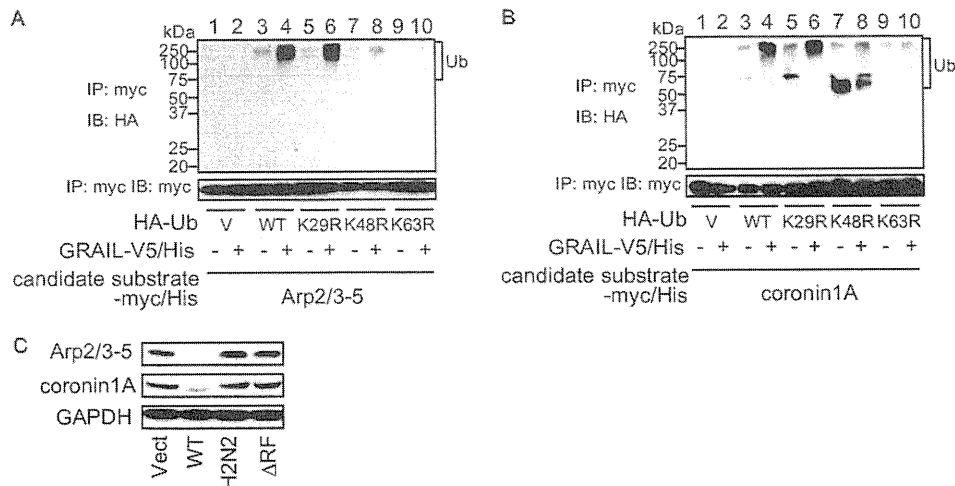 A
kDa
1 2 3 4 5 6 7 8 9 10
250
100
75
50
37
25
20
Ub
IP: myc
IB: HA
IP: myc IB: myc
HA-Ub V WT K29R K48R K63R
GRAIL-V5/His - + - + - + - + - +
candidate substrate
-myc/His
Arp2/3-5
B
kDa
1 2 3 4 5 6 7 8 9 10
250
100
75
50
37
25
20
Ub
IP: myc
IB: HA
IP: myc IB: myc
HA-Ub V WT K29R K48R K63R
GRAIL-V5/His - + - + - + - + - +
candidate substrate
-myc/His
coronin1A
C
Arp2/3-5
coronin1A
GAPDH
Vect WT H2N2 ΔRF